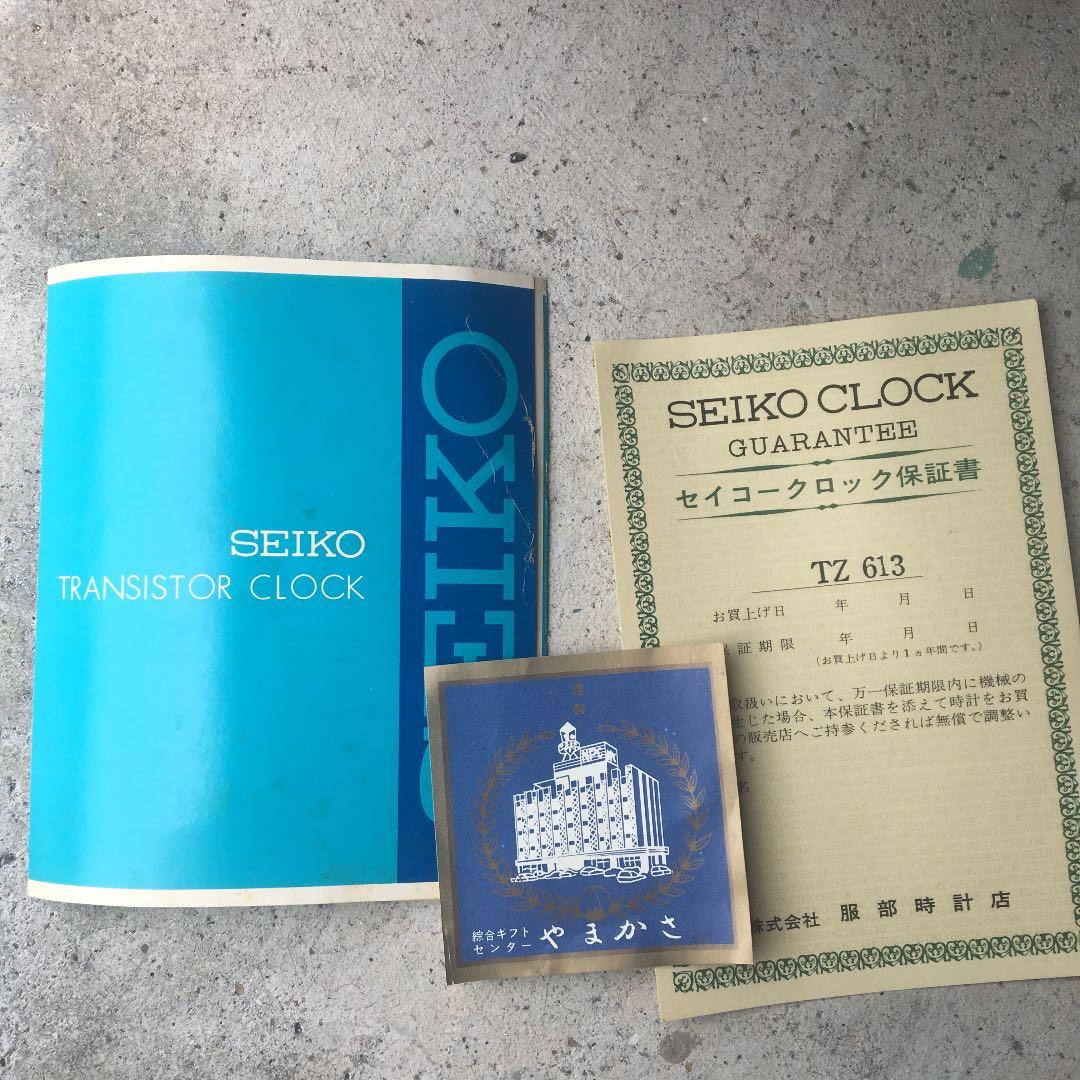 SEIKO
TRANSISTOR CLOCK
SEIKO
謹製
綜合ギフト
センター
やまかさ
SEIKO CLOCK
GUARANTEE
セイコークロック保証書
TZ 613
お買上げ日 年 月 日
証期限 年 月 日
(お買上げ日より1ヵ年間です。)
取扱いにおいて、万一保証期限内に機械の
生じた場合、本保証書を添えて時計をお買
の販売店へご持参くだされば無償で調整い
す。
名
株式会社 服部時計店